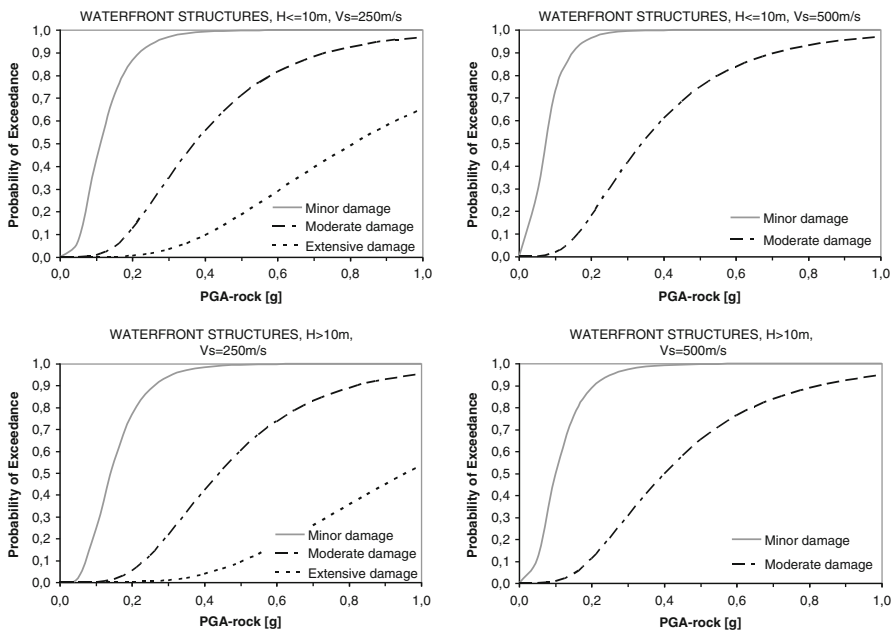 WATERFRONT STRUCTURES, H<=10m, Vs=250m/s
Probability of Exceedance
1,0
0,9
0,8
0,7
0,6
0,5
0,4
0,3
0,2
0,1
0,0
Minor damage
Moderate damage
Extensive damage
0,0 0,2 0,4 0,6 0,8 1,0
PGA-rock [g]
WATERFRONT STRUCTURES, H<=10m, Vs=500m/s
Probability of Exceedance
1,0
0,9
0,8
0,7
0,6
0,5
0,4
0,3
0,2
0,1
0,0
Minor damage
Moderate damage
0,0 0,2 0,4 0,6 0,8 1,0
PGA-rock [g]
WATERFRONT STRUCTURES, H>10m,
Vs=250m/s
Probability of Exceedance
1,0
0,9
0,8
0,7
0,6
0,5
0,4
0,3
0,2
0,1
0,0
Minor damage
Moderate damage
Extensive damage
0,0 0,2 0,4 0,6 0,8 1,0
PGA-rock [g]
WATERFRONT STRUCTURES, H>10m,
Vs=500m/s
Probability of Exceedance
1,0
0,9
0,8
0,7
0,6
0,5
0,4
0,3
0,2
0,1
0,0
Minor damage
Moderate damage
0,0 0,2 0,4 0,6 0,8 1,0
PGA-rock [g]